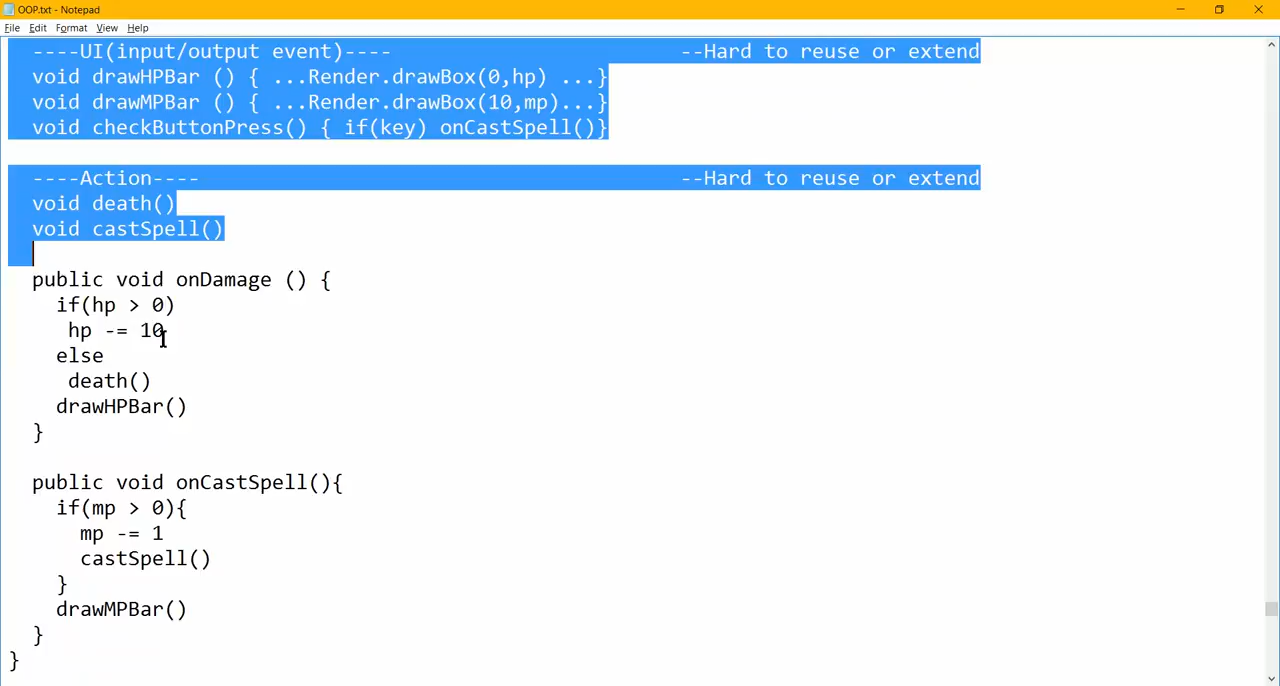 OOP.txt - Notepad
File Edit Format View Help
----UI(input/output event)---- --Hard to reuse or extend
void drawHPBar () { ...Render.drawBox(0,hp) ...}
void drawMPBar () { ...Render.drawBox(10,mp)...}
void checkButtonPress() { if(key) onCastSpell()}
----Action---- --Hard to reuse or extend
void death()
void castSpell()
public void onDamage () {
if(hp > 0)
hp -= 10
else
death()
drawHPBar()
}
public void onCastSpell(){
if(mp > 0){
mp -= 1
castSpell()
}
drawMPBar()
}
}